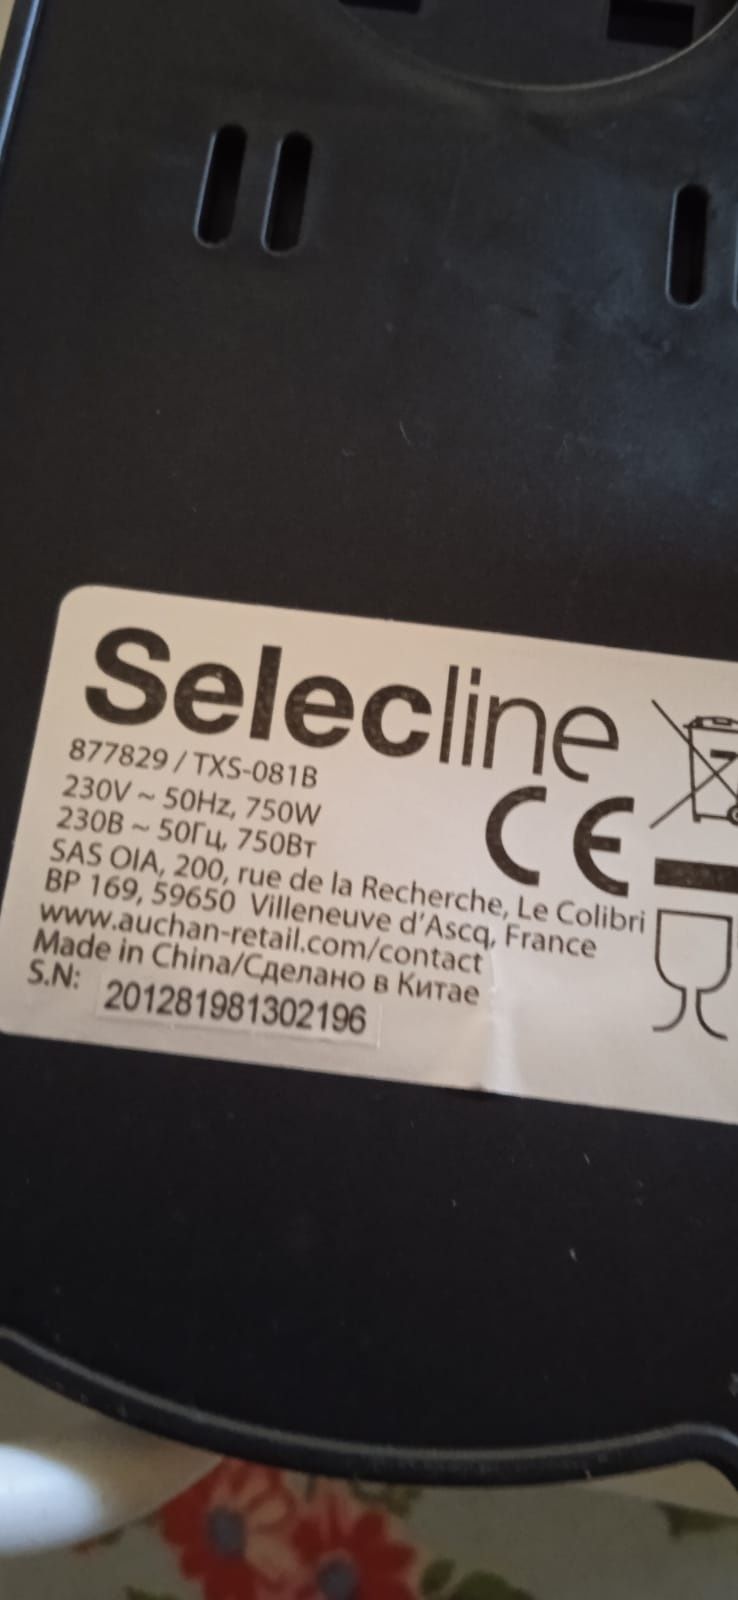 Selecline
877829 / TXS-081B
230V ~ 50Hz, 750W
230В ~ 50Гц, 750Вт
SAS OIA, 200, rue de la Recherche, Le Colibri
BP 169, 59650 Villeneuve d'Ascq, France
www.auchan-retail.com/contact
Made in China/Сделано в Китае
S.N: 201281981302196
CE